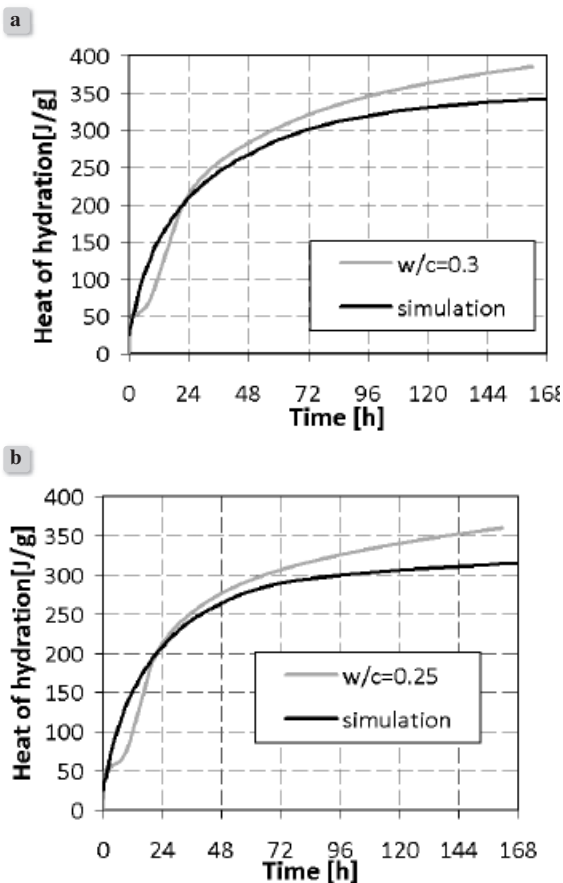 a
400
350
300
250
200
150
100
50
0
Heat of hydration[J/g]
w/c=0.3
simulation
0 24 48 72 96 120 144 168
Time [h]
b
400
350
300
250
200
150
100
50
0
Heat of hydration[J/g]
w/c=0.25
simulation
0 24 48 72 96 120 144 168
Time [h]